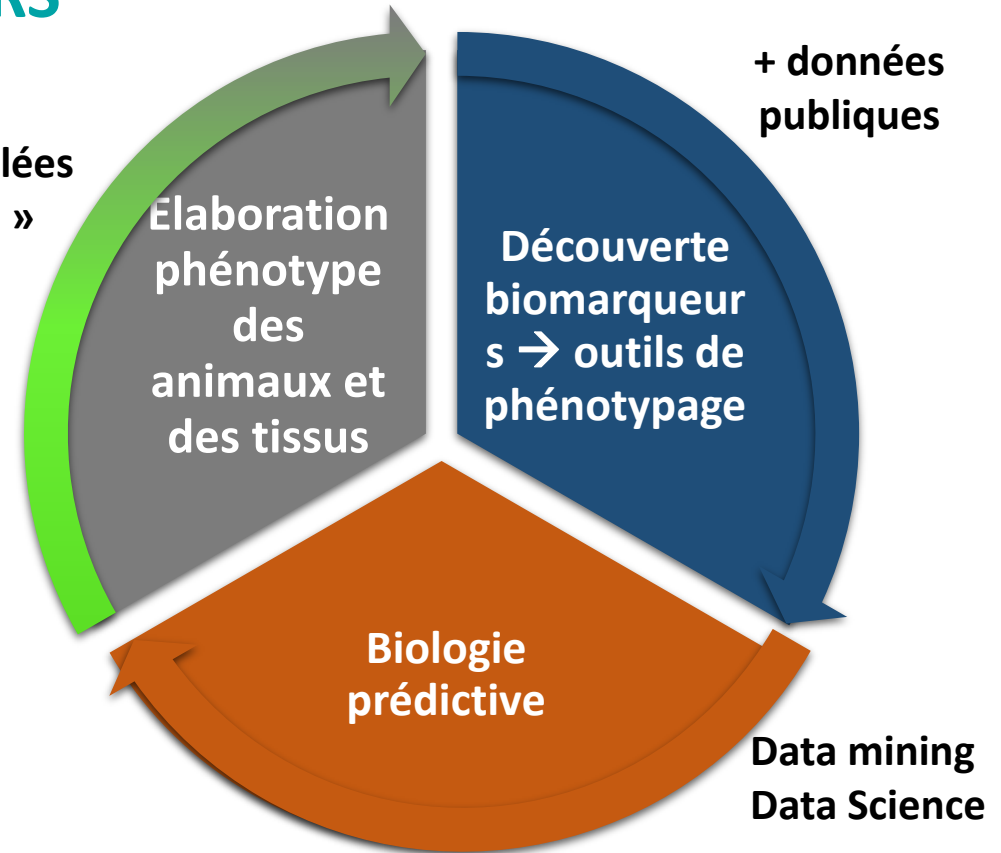 RS
+ données
publiques
lées
»
Elaboration
phénotype
des
animaux et
des tissus
Découverte
biomarqueur
s → outils de
phénotypage
Biologie
prédictive
Data mining
Data Science